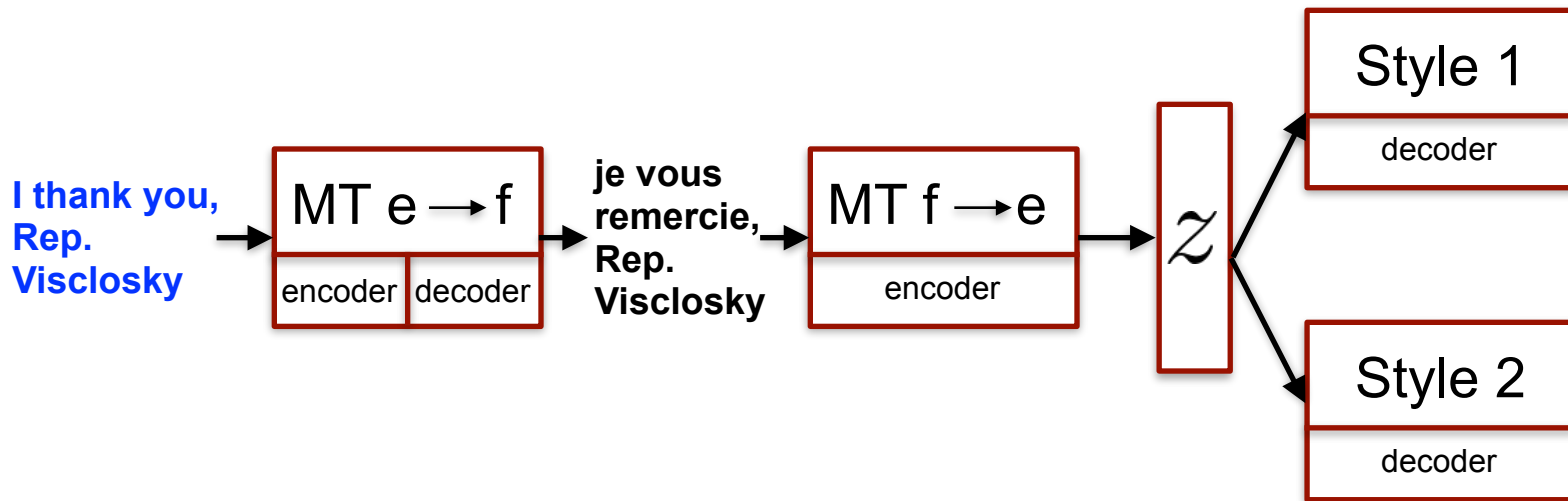 I thank you,
Rep.
Visclosky
MT e → f
encoder
decoder
je vous
remercie,
Rep.
Visclosky
MT f → e
encoder
z
Style 1
decoder
Style 2
decoder